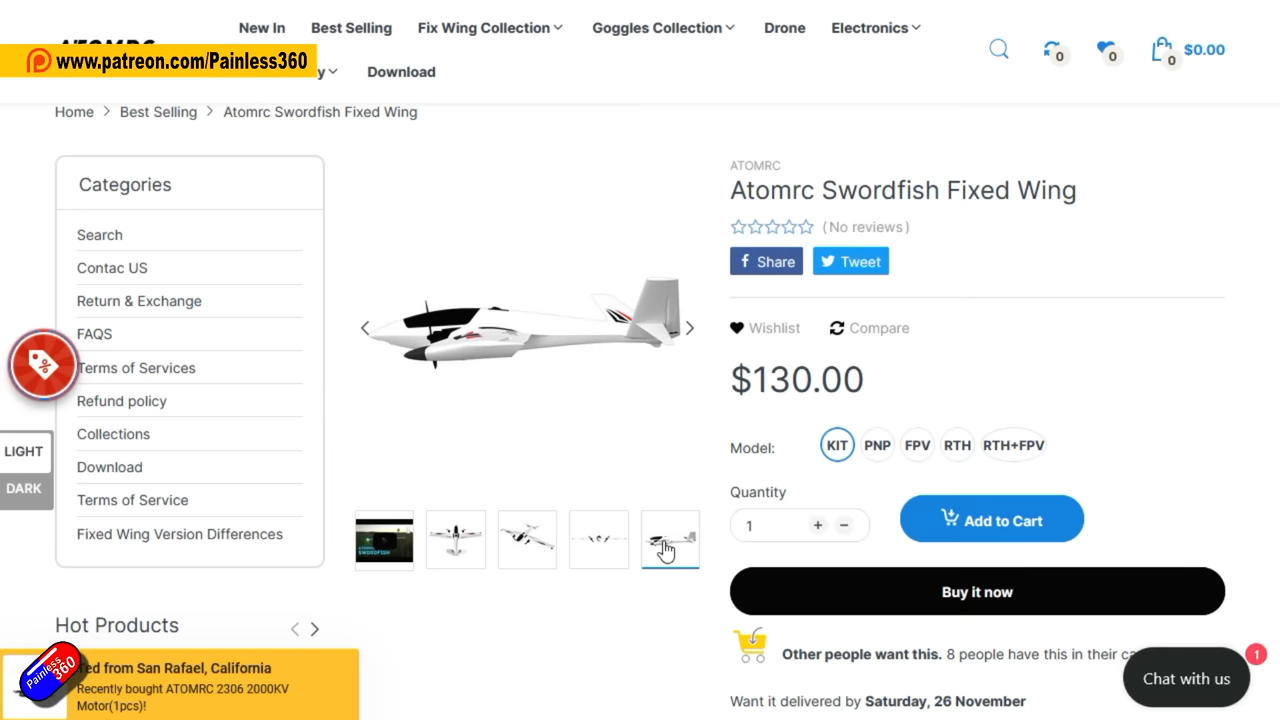 New In Best Selling Fix Wing Collection Goggles Collection Drone Electronics
www.patreon.com/Painless360
y Download
0 0 0 $0.00
Home > Best Selling > Atomrc Swordfish Fixed Wing
Categories
Search
Contac US
Return & Exchange
FAQS
Terms of Services
Refund policy
Collections
Download
Terms of Service
Fixed Wing Version Differences
LIGHT
DARK
SWORDFISH
ATOMRC
Atomrc Swordfish Fixed Wing
(No reviews)
Share Tweet
Wishlist Compare
$130.00
Model: KIT PNP FPV RTH RTH+FPV
Quantity
1 + −
Add to Cart
Buy it now
Other people want this. 8 people have this in their ca
Want it delivered by Saturday, 26 November
Chat with us
1
Hot Products
ed from San Rafael, California
Recently bought ATOMRC 2306 2000KV
Motor(1pcs)!
Painless
360